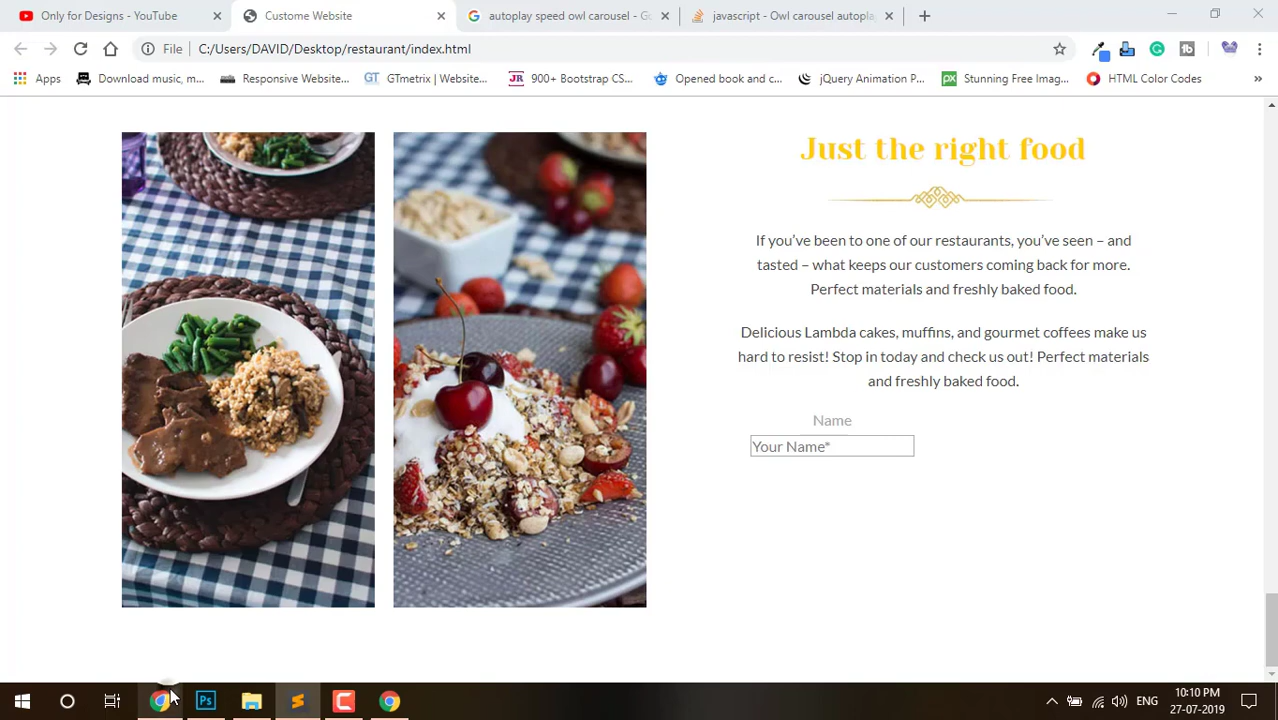 Only for Designs - YouTube
Custome Website
autoplay speed owl carousel - Go
javascript - Owl carousel autopla
File
C:/Users/DAVID/Desktop/restaurant/index.html
Apps
Download music, m...
Responsive Website...
GT
GTmetrix | Website...
JR
900+ Bootstrap CS...
Opened book and c...
jQuery Animation P...
px
Stunning Free Imag...
HTML Color Codes
»
Just the right food
If you've been to one of our restaurants, you've seen – and
tasted – what keeps our customers coming back for more.
Perfect materials and freshly baked food.
Delicious Lambda cakes, muffins, and gourmet coffees make us
hard to resist! Stop in today and check us out! Perfect materials
and freshly baked food.
Name
Your Name*
Ps
ENG
10:10 PM
27-07-2019